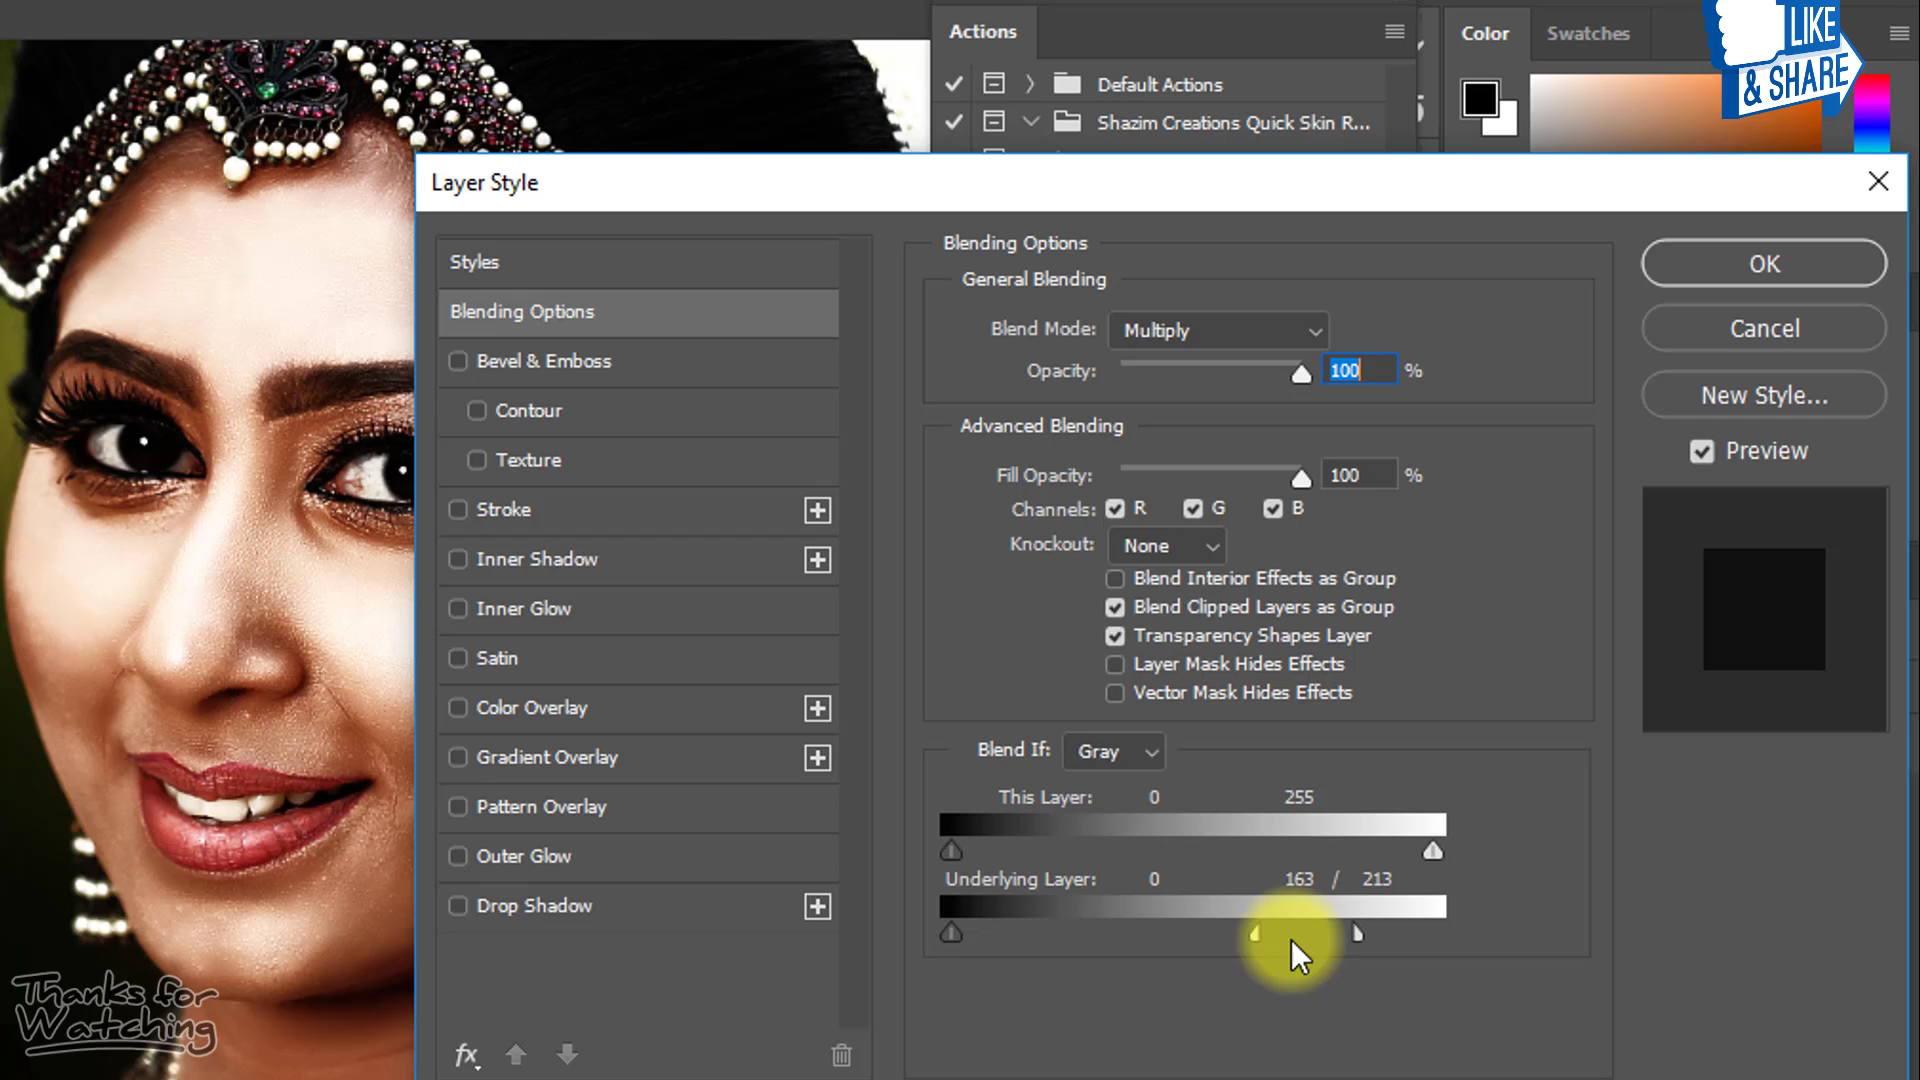 Actions
Default Actions
Shazim Creations Quick Skin R...
Color
Swatches
LIKE
& SHARE
Layer Style
Styles
Blending Options
Bevel & Emboss
Contour
Texture
Stroke
Inner Shadow
Inner Glow
Satin
Color Overlay
Gradient Overlay
Pattern Overlay
Outer Glow
Drop Shadow
fx
Blending Options
General Blending
Blend Mode: Multiply
Opacity: 100 %
Advanced Blending
Fill Opacity: 100 %
Channels: R G B
Knockout: None
Blend Interior Effects as Group
Blend Clipped Layers as Group
Transparency Shapes Layer
Layer Mask Hides Effects
Vector Mask Hides Effects
Blend If: Gray
This Layer: 0 255
Underlying Layer: 0 163 / 213
OK
Cancel
New Style...
Preview
Thanks for
Watching